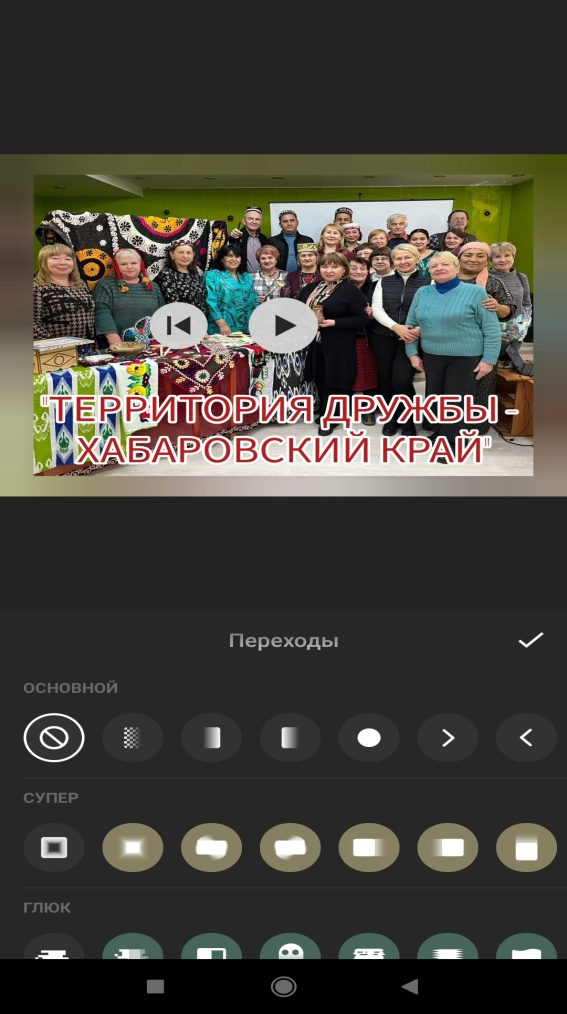 "ТЕРРИТОРИЯ ДРУЖБЫ -
ХАБАРОВСКИЙ КРАЙ"
Переходы
ОСНОВНОЙ
СУПЕР
ГЛЮК